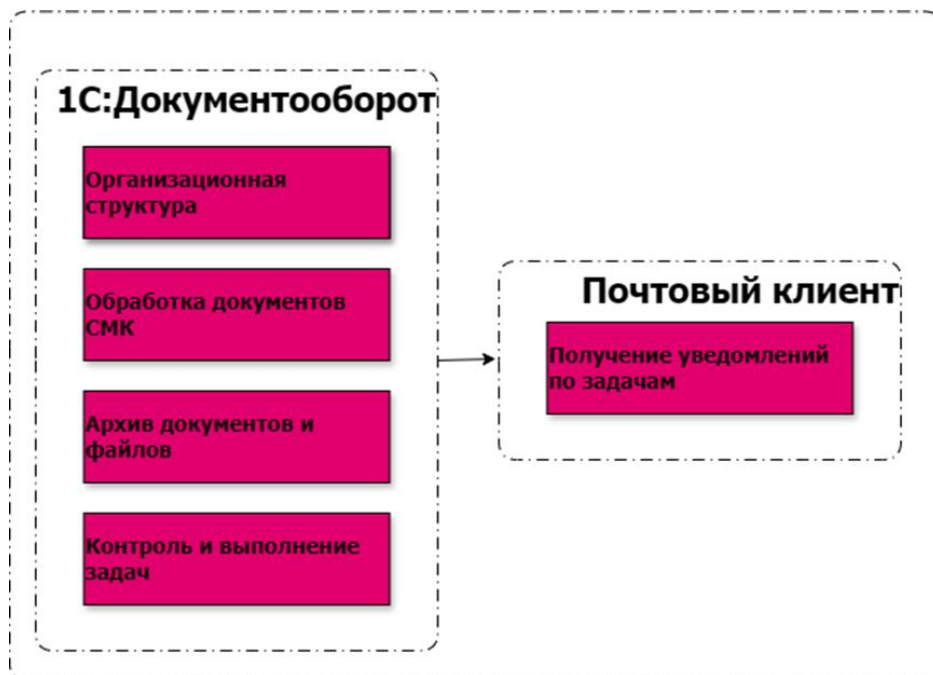 1С:Документооборот
Организационная
структура
Обработка документов
СМК
Архив документов и
файлов
Контроль и выполнение
задач
Почтовый клиент
Получение уведомлений
по задачам